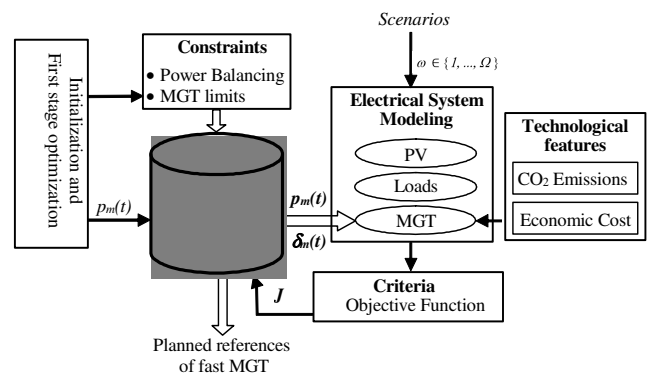 Initialization and
First stage optimization
Constraints
• Power Balancing
• MGT limits
Scenarios
ω ∈ {1, ..., Ω}
Electrical System
Modeling
PV
Loads
MGT
Technological
features
CO₂ Emissions
Economic Cost
pₘ(t)
pₘ(t)
δₘ(t)
Criteria
Objective Function
J
Planned references
of fast MGT